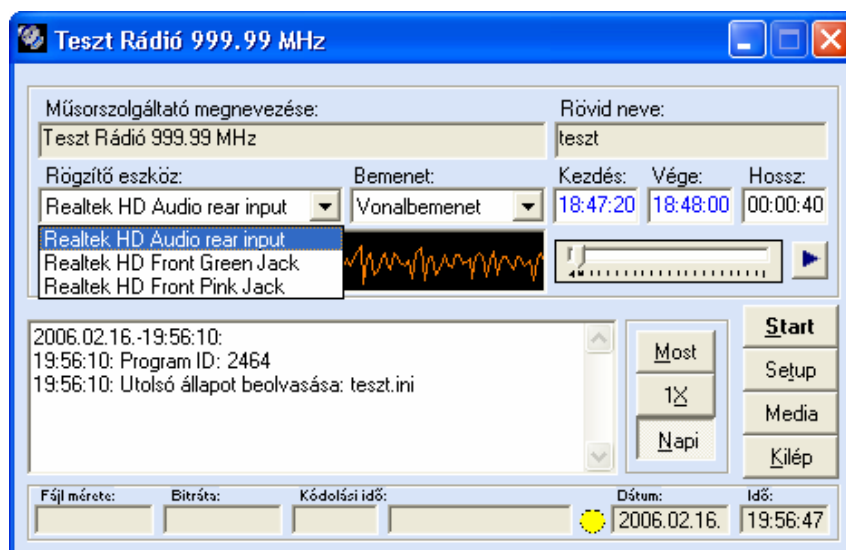 Teszt Rádió 999.99 MHz
Műsorszolgáltató megnevezése: Rövid neve:
Teszt Rádió 999.99 MHz teszt
Rögzítő eszköz: Bemenet: Kezdés: Vége: Hossz:
Realtek HD Audio rear input Vonalbemenet 18:47:20 18:48:00 00:00:40
Realtek HD Audio rear input
Realtek HD Front Green Jack
Realtek HD Front Pink Jack
2006.02.16.-19:56:10:
19:56:10: Program ID: 2464
19:56:10: Utolsó állapot beolvasása: teszt.ini
Most
1X
Napi
Start
Setup
Media
Kilép
Fájl mérete: Bitráta: Kódolási idő: Dátum: Idő:
2006.02.16. 19:56:47